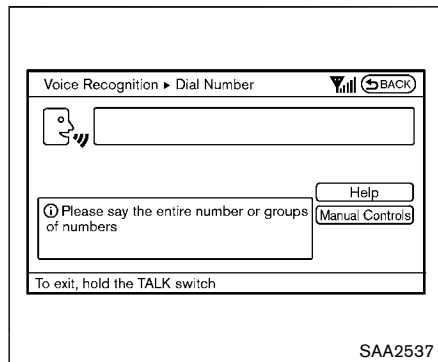 Voice Recognition ▸ Dial Number
BACK
Help
ⓘ Please say the entire number or groups
of numbers
Manual Controls
To exit, hold the TALK switch
SAA2537